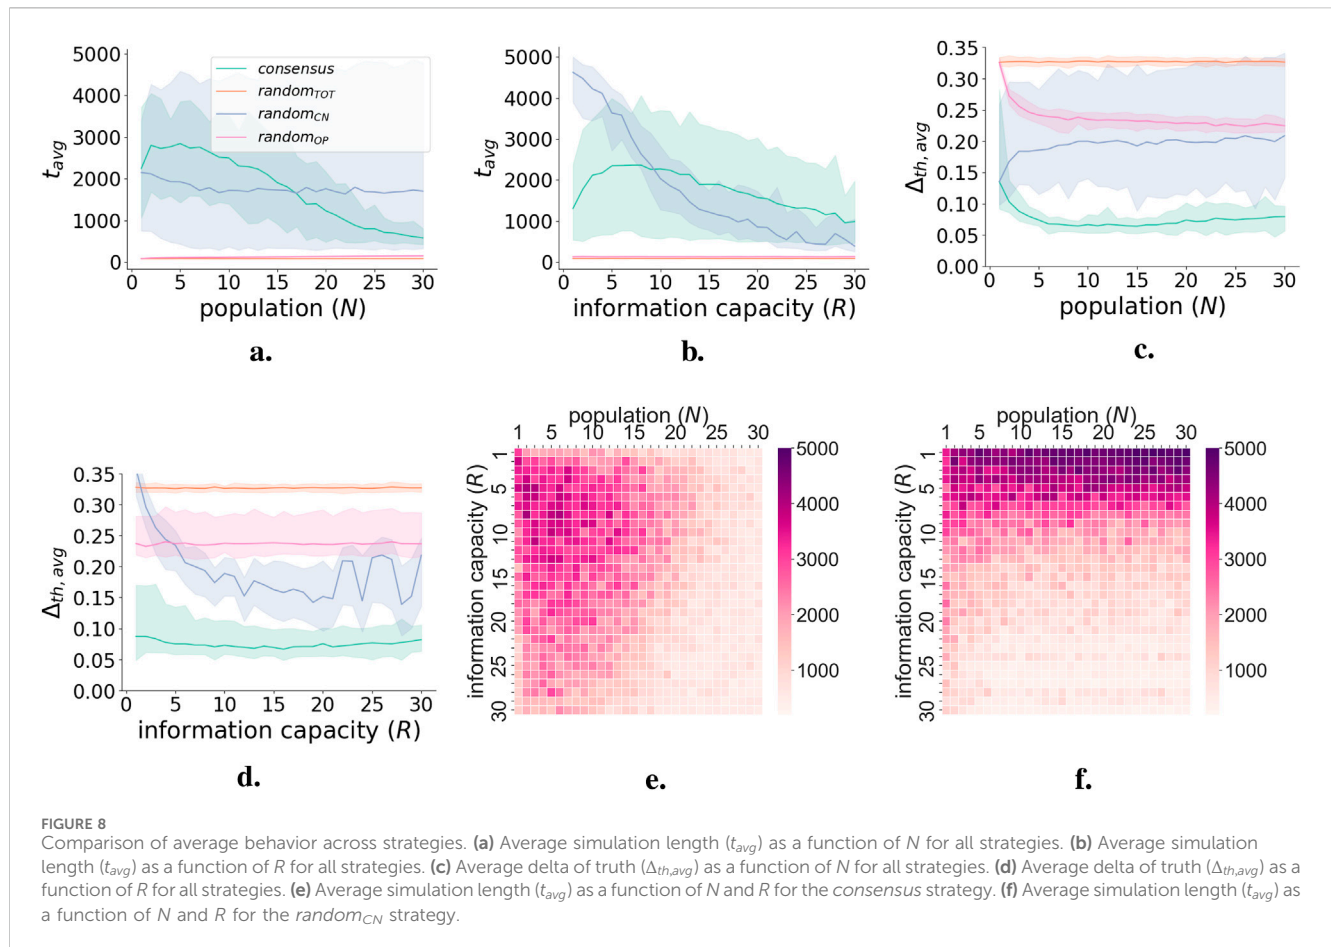 5000
4000
3000
2000
1000
0
t_avg
consensus
random_TOT
random_CN
random_OP
0 5 10 15 20 25 30
population (N)
a.
5000
4000
3000
2000
1000
0
t_avg
0 5 10 15 20 25 30
information capacity (R)
b.
0.35
0.30
0.25
0.20
0.15
0.10
0.05
0.00
Δ_th, avg
0 5 10 15 20 25 30
population (N)
c.
0.35
0.30
0.25
0.20
0.15
0.10
0.05
0.00
Δ_th, avg
0 5 10 15 20 25 30
information capacity (R)
d.
population (N)
1 5 10 15 20 25 30
information capacity (R)
1
5
10
15
20
25
30
5000
4000
3000
2000
1000
e.
population (N)
1 5 10 15 20 25 30
information capacity (R)
1
5
10
15
20
25
30
5000
4000
3000
2000
1000
f.
FIGURE 8
Comparison of average behavior across strategies. (a) Average simulation length (t_avg) as a function of N for all strategies. (b) Average simulation
length (t_avg) as a function of R for all strategies. (c) Average delta of truth (Δ_th,avg) as a function of N for all strategies. (d) Average delta of truth (Δ_th,avg) as a
function of R for all strategies. (e) Average simulation length (t_avg) as a function of N and R for the consensus strategy. (f) Average simulation length (t_avg) as
a function of N and R for the random_CN strategy.